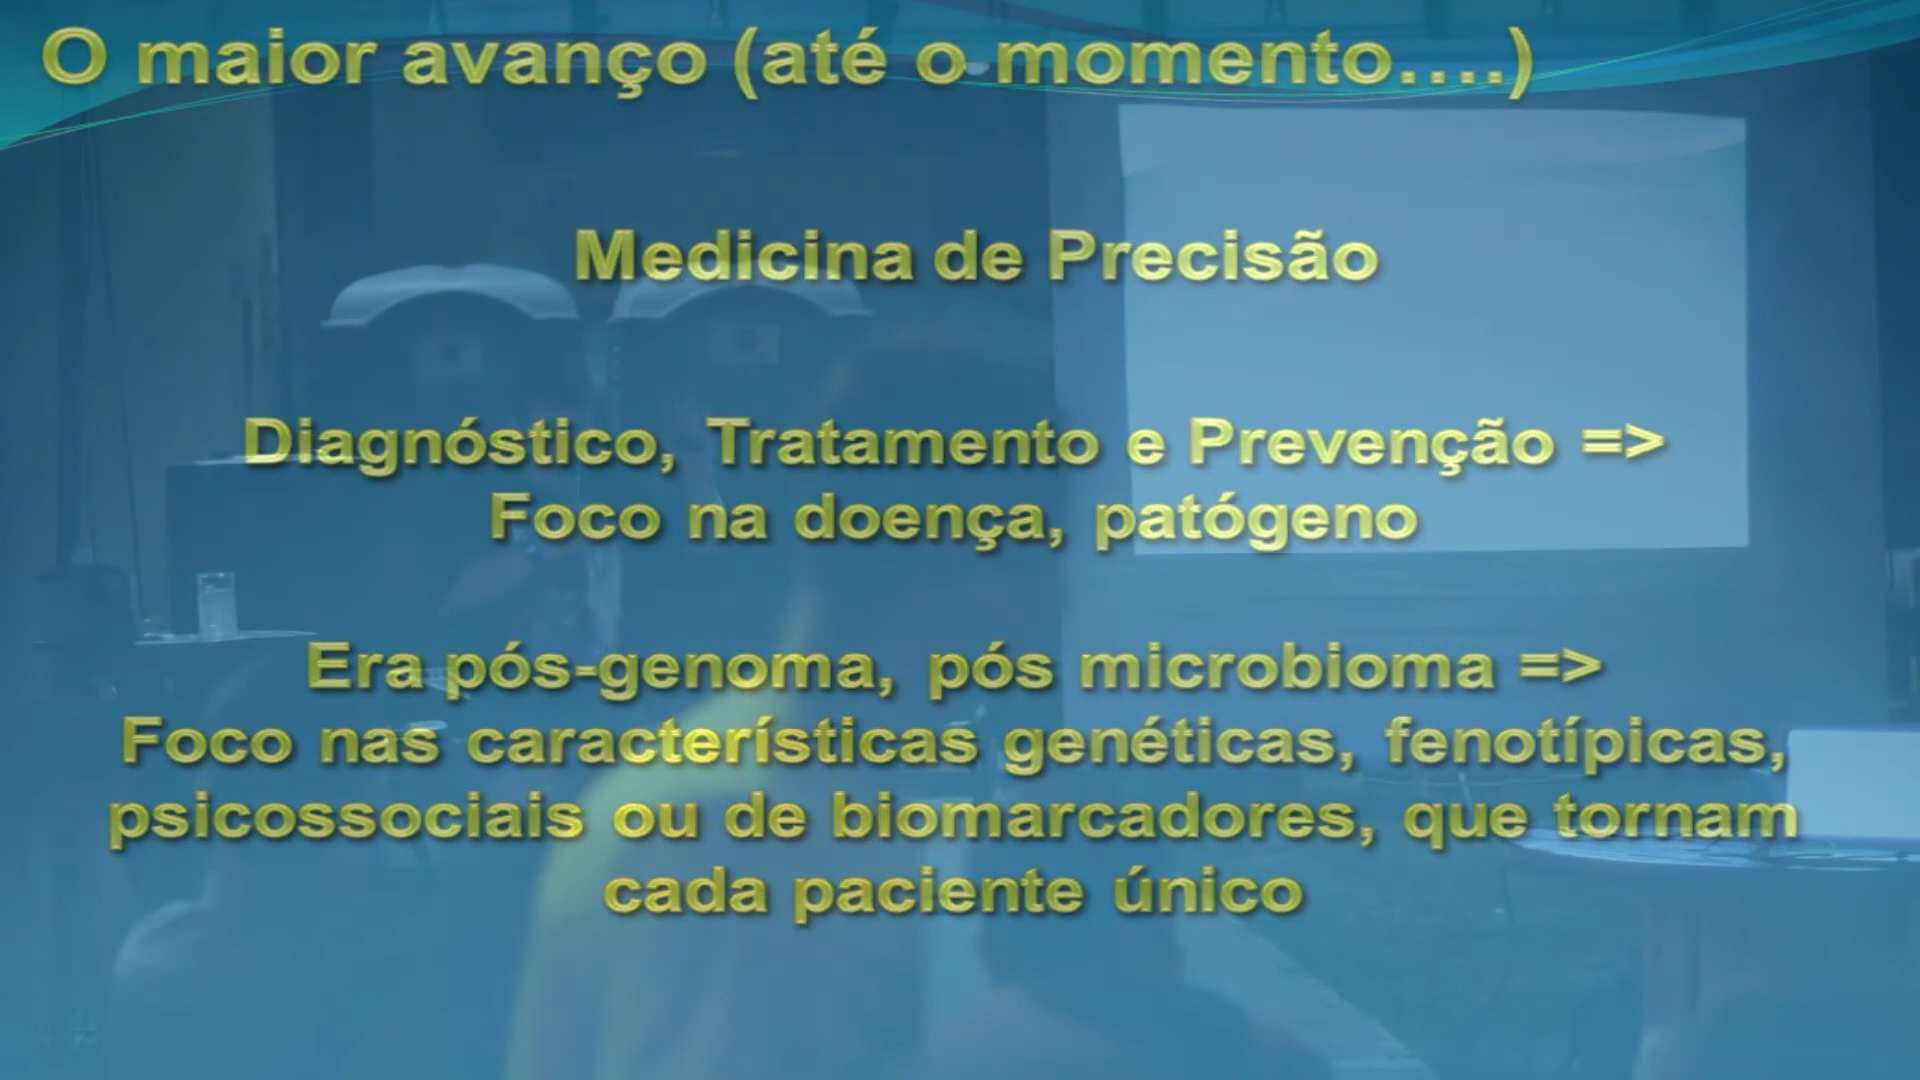 O maior avanço (até o momento....)
Medicina de Precisão
Diagnóstico, Tratamento e Prevenção =>
Foco na doença, patógeno
Era pós-genoma, pós microbioma =>
Foco nas características genéticas, fenotípicas,
psicossociais ou de biomarcadores, que tornam
cada paciente único